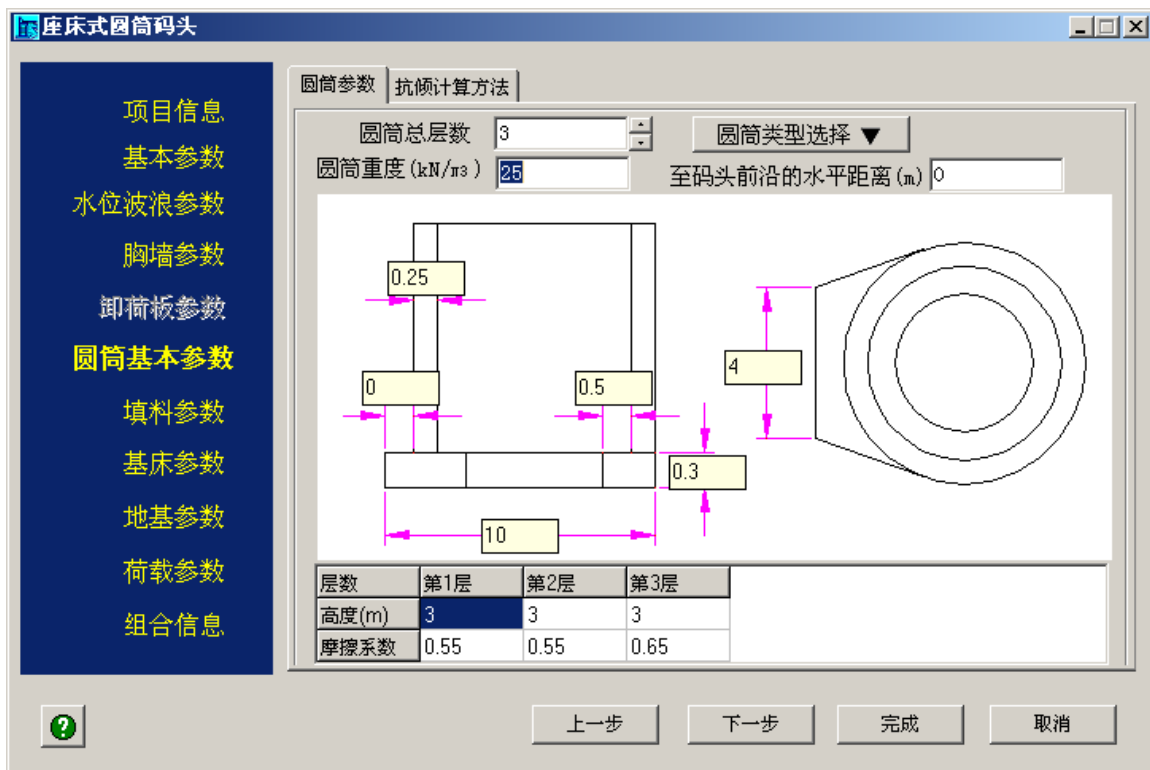 座床式圆筒码头
项目信息
基本参数
水位波浪参数
胸墙参数
卸荷板参数
圆筒基本参数
填料参数
基床参数
地基参数
荷载参数
组合信息
圆筒参数 抗倾计算方法
圆筒总层数 3 圆筒类型选择 ▼
圆筒重度(kN/m3) 25 至码头前沿的水平距离(m) 0
0.25
0 0.5 4
0.3
10
层数 第1层 第2层 第3层
高度(m) 3 3 3
摩擦系数 0.55 0.55 0.65
? 上一步 下一步 完成 取消